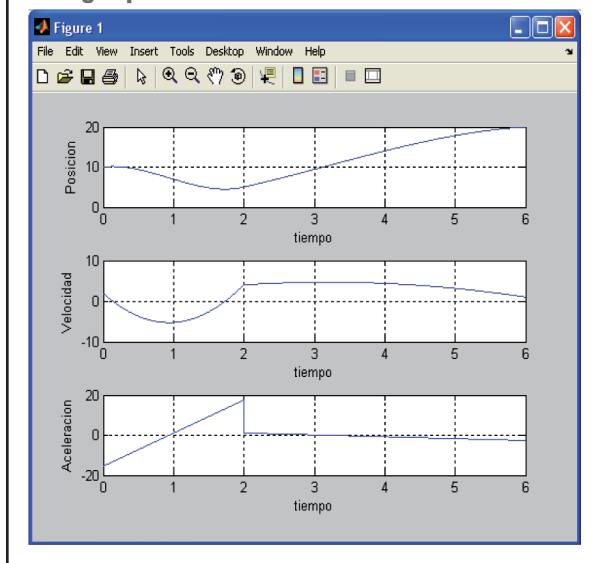 Figure 1
File Edit View Insert Tools Desktop Window Help
20
10
0
Posicion
0 1 2 3 4 5 6
tiempo
10
0
-10
Velocidad
0 1 2 3 4 5 6
tiempo
20
0
-20
Aceleracion
0 1 2 3 4 5 6
tiempo